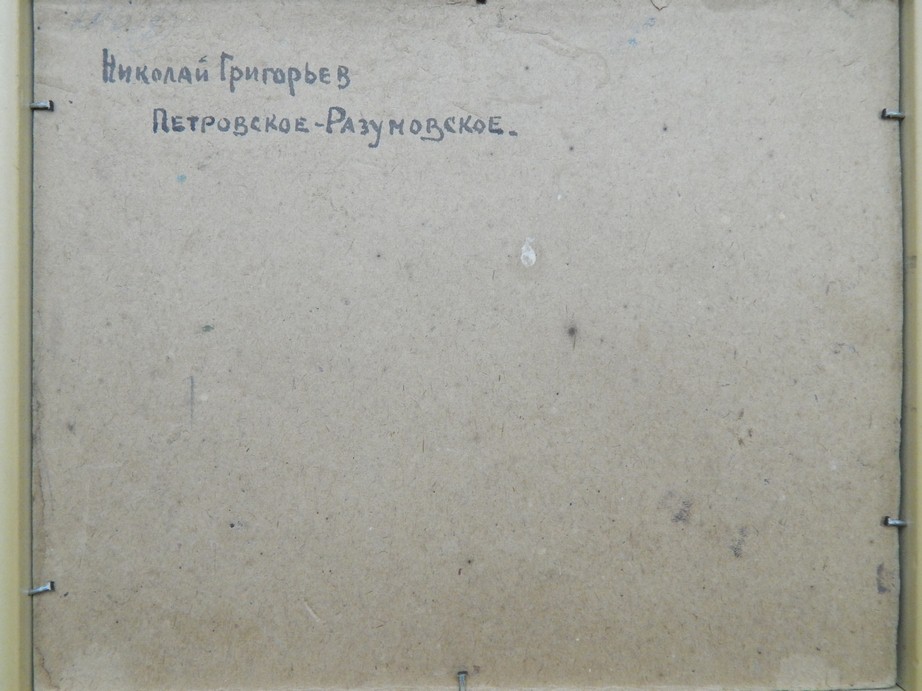 Николай Григорьев
Петровское-Разумовское.